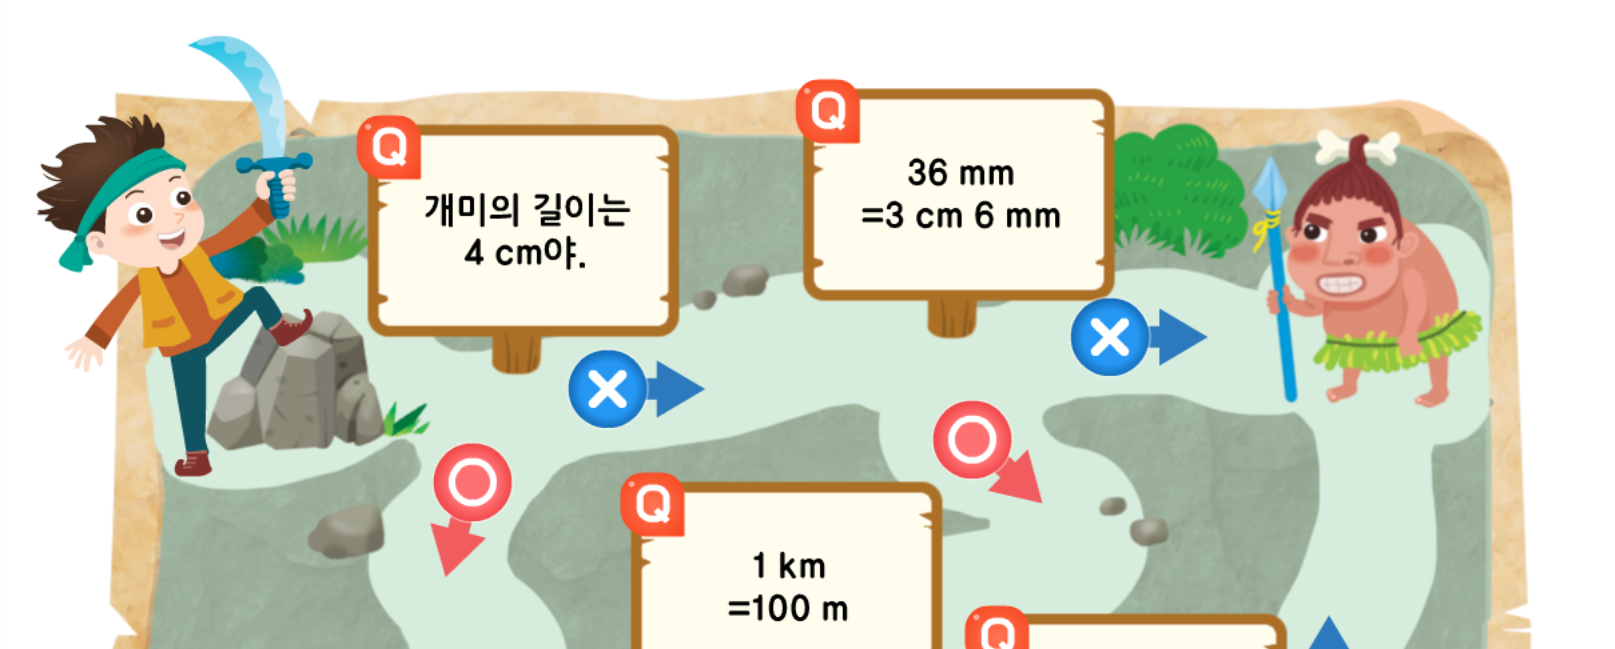 Q
개미의 길이는
4 cm야.
Q
36 mm
=3 cm 6 mm
Q
1 km
=100 m
Q